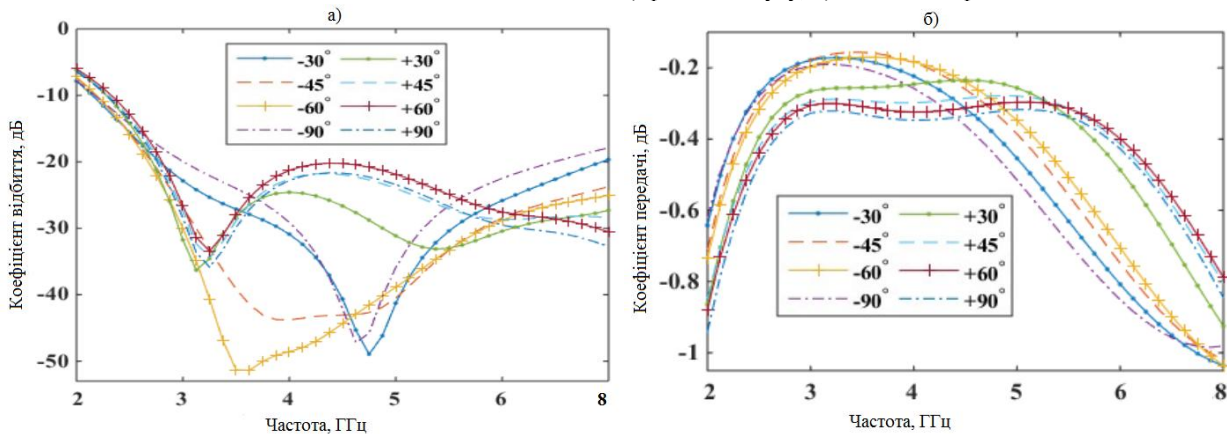 а)
Коефіцієнт відбиття, дБ
0
-10
-20
-30
-40
-50
-30° +30°
-45° +45°
-60° +60°
-90° +90°
2 3 4 5 6 8
Частота, ГГц
б)
Коефіцієнт передачі, дБ
-0.2
-0.4
-0.6
-0.8
-1
-30° +30°
-45° +45°
-60° +60°
-90° +90°
2 3 4 5 6 8
Частота, ГГц